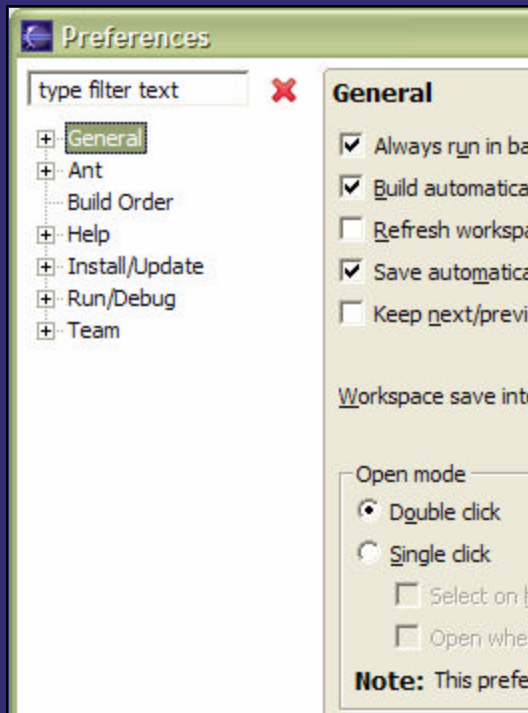 Preferences
type filter text
General
Ant
Build Order
Help
Install/Update
Run/Debug
Team
General
Always run in ba
Build automatica
Refresh workspa
Save automatica
Keep next/previ
Workspace save int
Open mode
Double click
Single click
Select on
Open whe
Note: This prefe